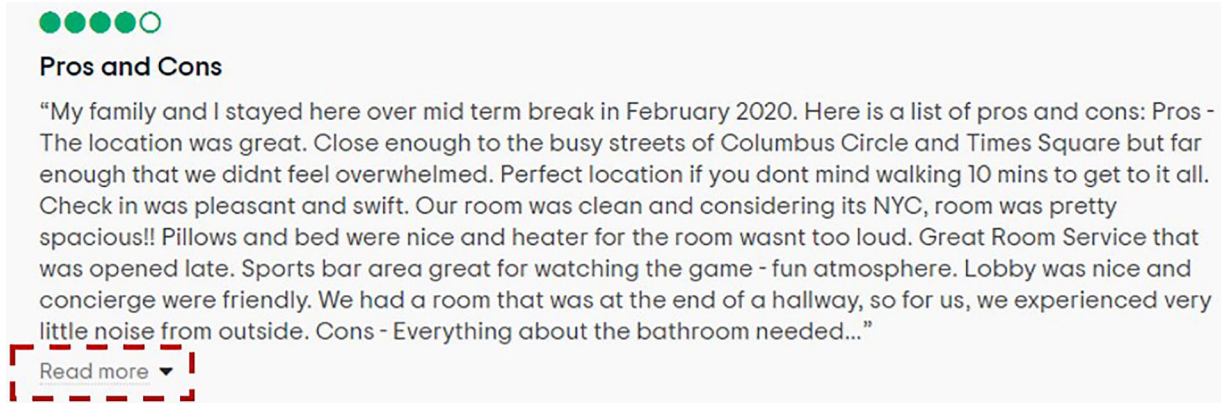 Pros and Cons
“My family and I stayed here over mid term break in February 2020. Here is a list of pros and cons: Pros -
The location was great. Close enough to the busy streets of Columbus Circle and Times Square but far
enough that we didnt feel overwhelmed. Perfect location if you dont mind walking 10 mins to get to it all.
Check in was pleasant and swift. Our room was clean and considering its NYC, room was pretty
spacious!! Pillows and bed were nice and heater for the room wasnt too loud. Great Room Service that
was opened late. Sports bar area great for watching the game - fun atmosphere. Lobby was nice and
concierge were friendly. We had a room that was at the end of a hallway, so for us, we experienced very
little noise from outside. Cons - Everything about the bathroom needed...”
Read more